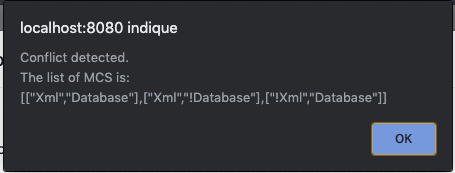 localhost:8080 indique
Conflict detected.
The list of MCS is:
[["Xml","Database"],["Xml","!Database"],["!Xml","Database"]]
OK